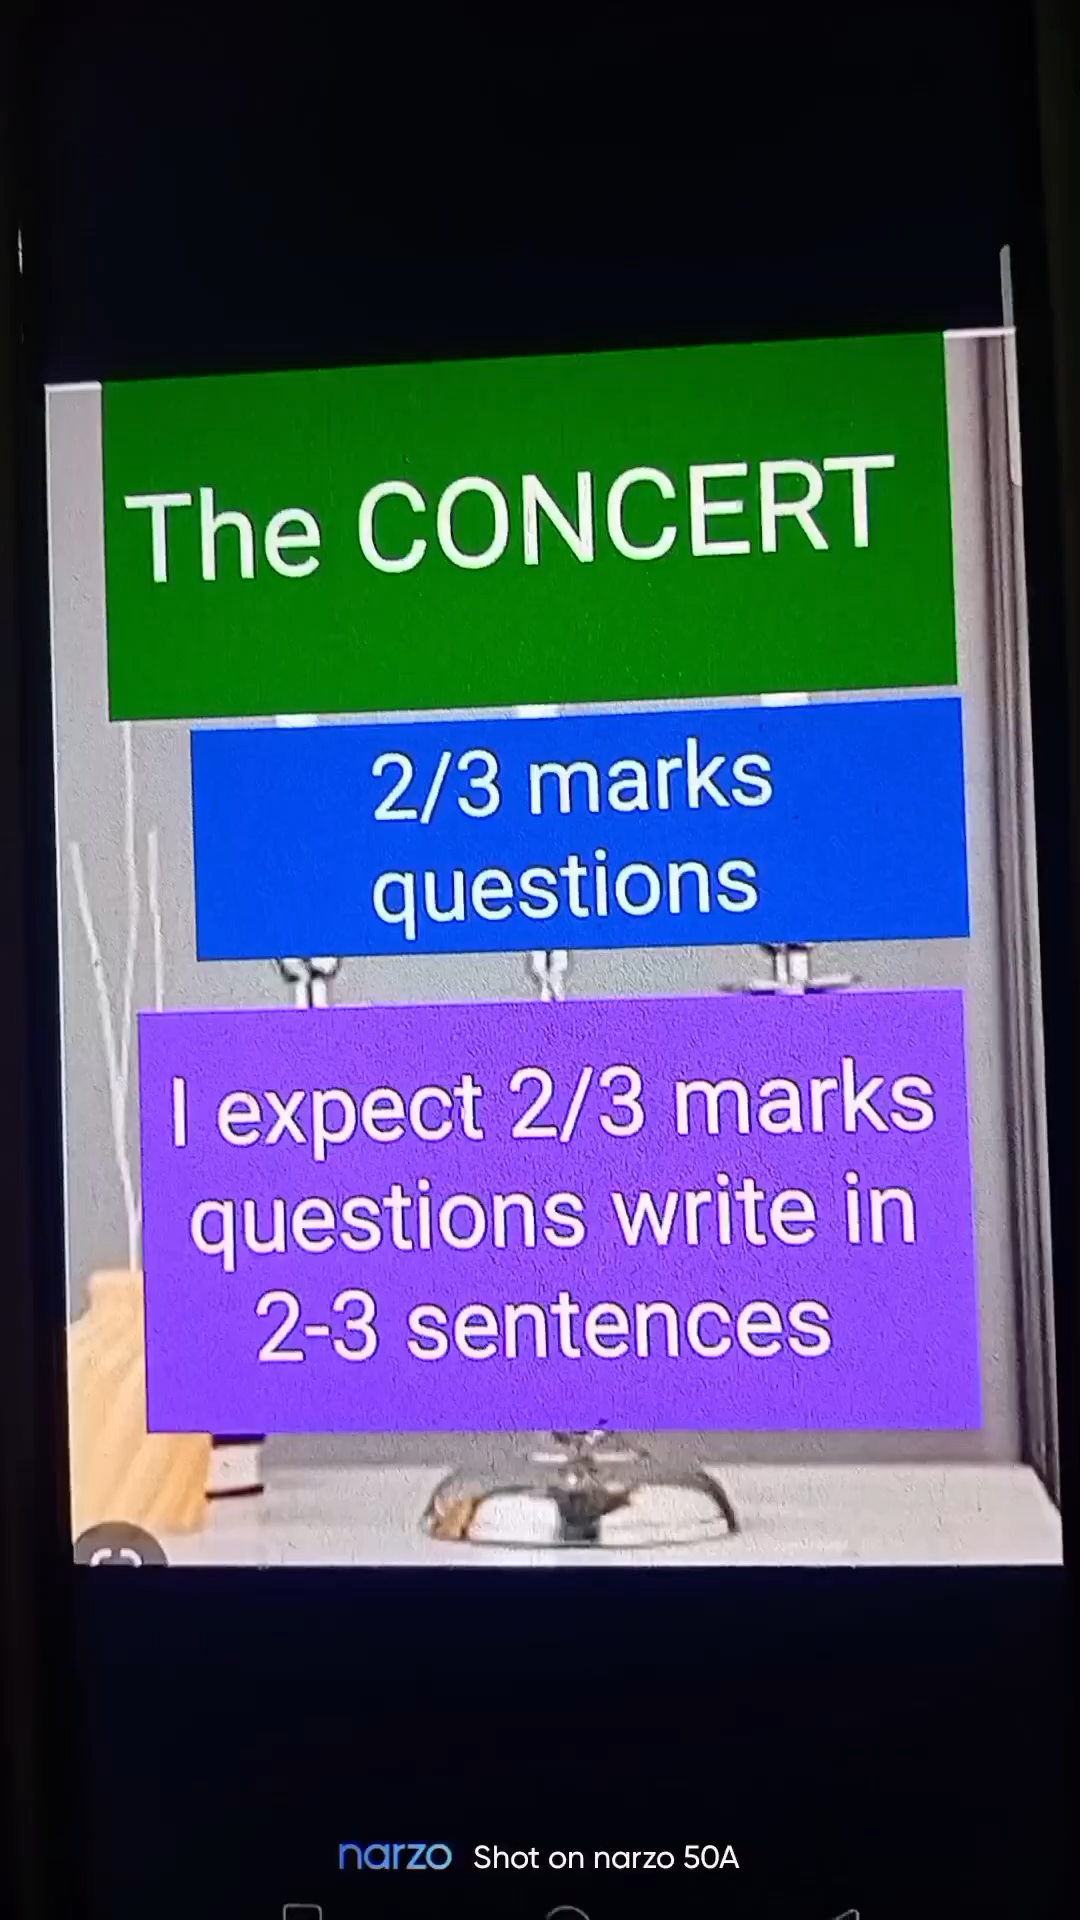 The CONCERT
2/3 marks
questions
I expect 2/3 marks
questions write in
2-3 sentences
narzo Shot on narzo 50A